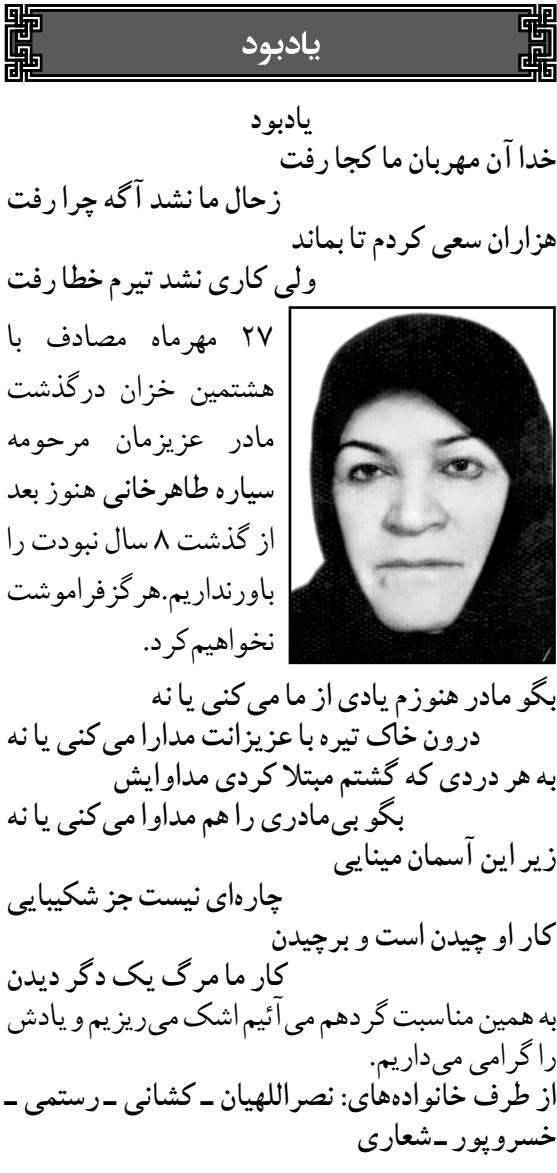 یادبود
یادبود
خدا آن مهربان ما کجا رفت
زحال ما نشد آگه چرا رفت
هزاران سعی کردم تا بماند
ولی کاری نشد تیرم خطا رفت
۲۷ مهرماه مصادف با
هشتمین خزان درگذشت
مادر عزیزمان مرحومه
سیاره طاهرخانی هنوز بعد
از گذشت ۸ سال نبودت را
باورنداریم.هرگزفراموشت
نخواهیم‌کرد.
بگو مادر هنوزم یادی از ما می‌کنی یا نه
درون خاک تیره با عزیزانت مدارا می‌کنی یا نه
به هر دردی که گشتم مبتلا کردی مداوایش
بگو بی‌مادری را هم مداوا می‌کنی یا نه
زیر این آسمان مینایی
چاره‌ای نیست جز شکیبایی
کار او چیدن است و برچیدن
کار ما مرگ یک دگر دیدن
به همین مناسبت گردهم می‌آئیم اشک می‌ریزیم و یادش
را گرامی می‌داریم.
از طرف خانواده‌های: نصراللهیان ـ کشانی ـ رستمی ـ
خسروپور ـ شعاری